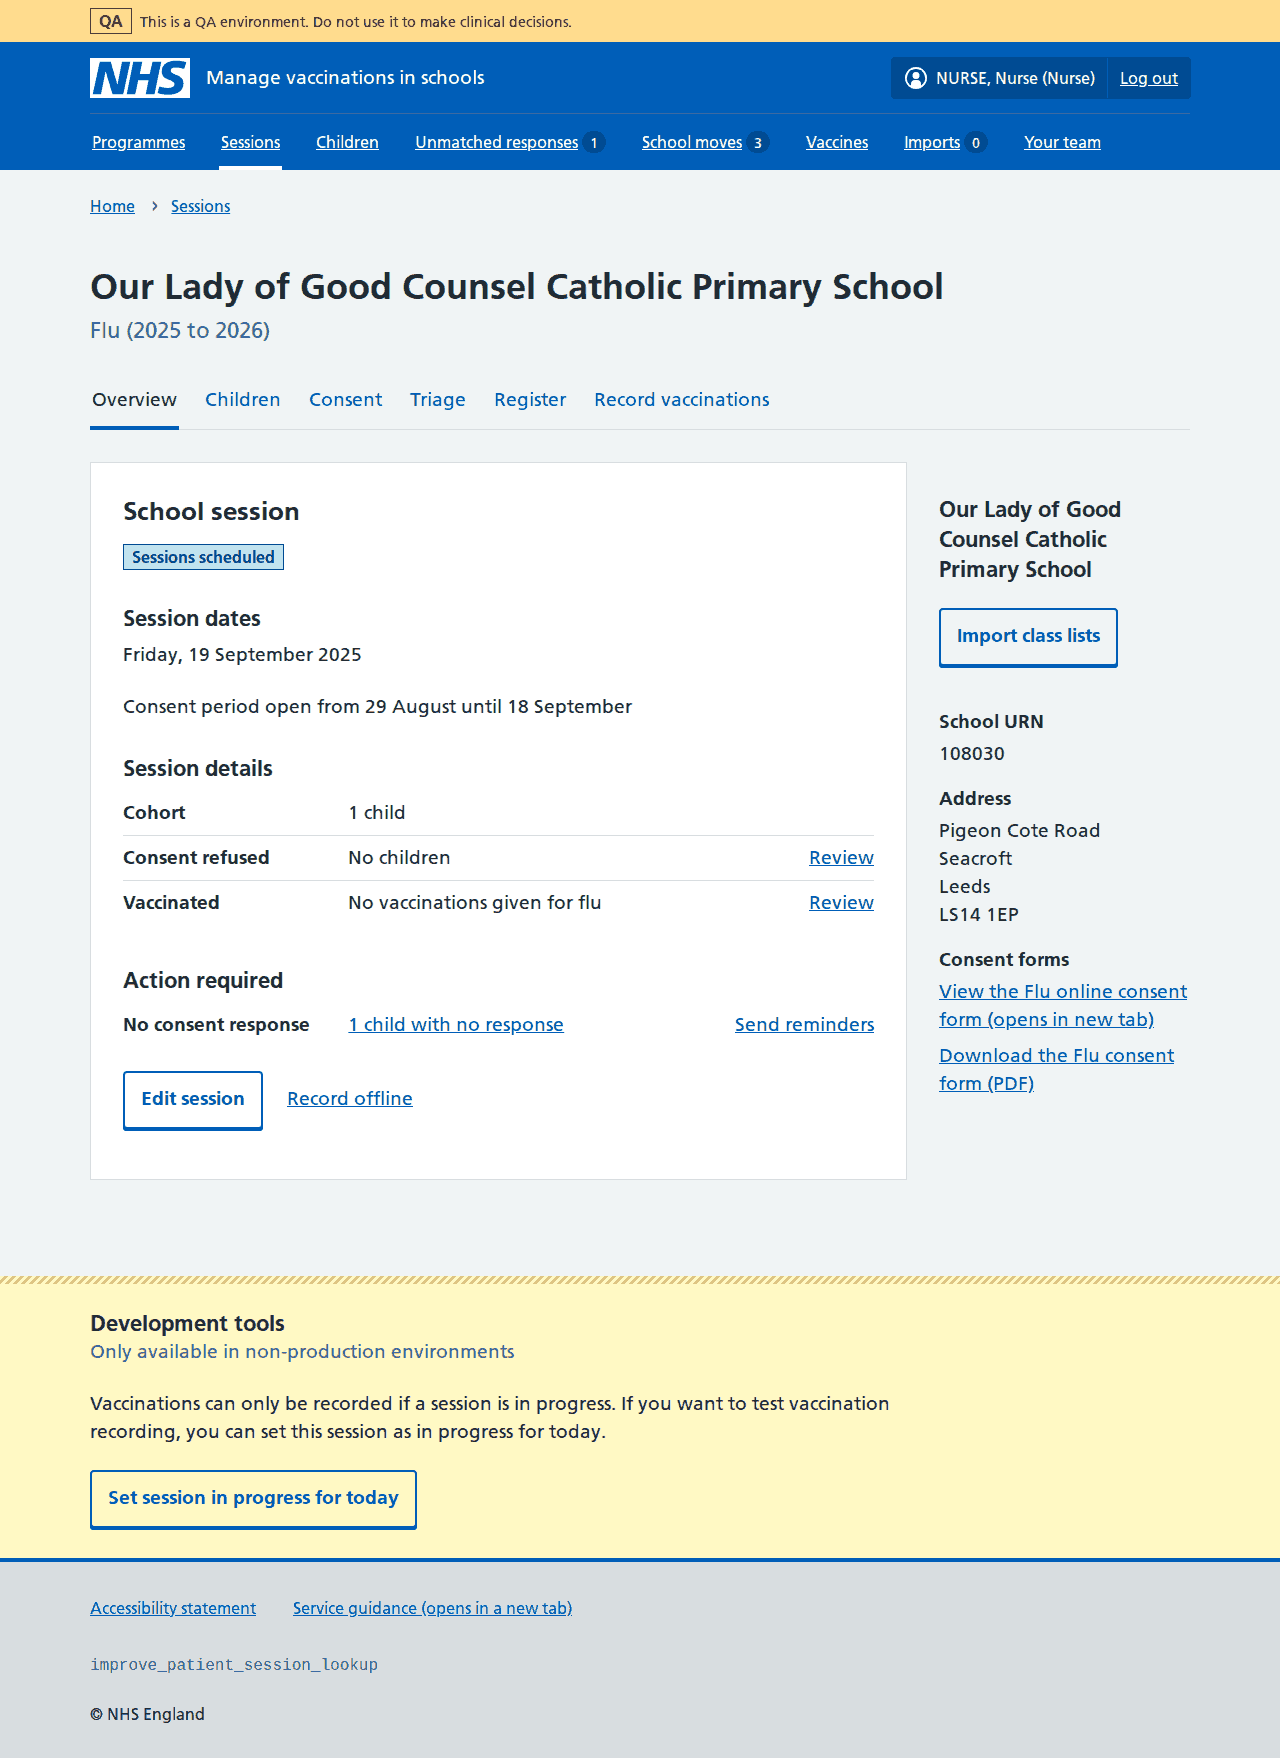 QA This is a QA environment. Do not use it to make clinical decisions.
NHS Manage vaccinations in schools
NURSE, Nurse (Nurse) Log out
Programmes Sessions Children Unmatched responses 1 School moves 3 Vaccines Imports 0 Your team
Home › Sessions
Our Lady of Good Counsel Catholic Primary School
Flu (2025 to 2026)
Overview Children Consent Triage Register Record vaccinations
School session
Sessions scheduled
Session dates
Friday, 19 September 2025
Consent period open from 29 August until 18 September
Session details
Cohort 1 child
Consent refused No children Review
Vaccinated No vaccinations given for flu Review
Action required
No consent response 1 child with no response Send reminders
Edit session Record offline
Our Lady of Good
Counsel Catholic
Primary School
Import class lists
School URN
108030
Address
Pigeon Cote Road
Seacroft
Leeds
LS14 1EP
Consent forms
View the Flu online consent
form (opens in new tab)
Download the Flu consent
form (PDF)
Development tools
Only available in non-production environments
Vaccinations can only be recorded if a session is in progress. If you want to test vaccination
recording, you can set this session as in progress for today.
Set session in progress for today
Accessibility statement Service guidance (opens in a new tab)
improve_patient_session_lookup
© NHS England